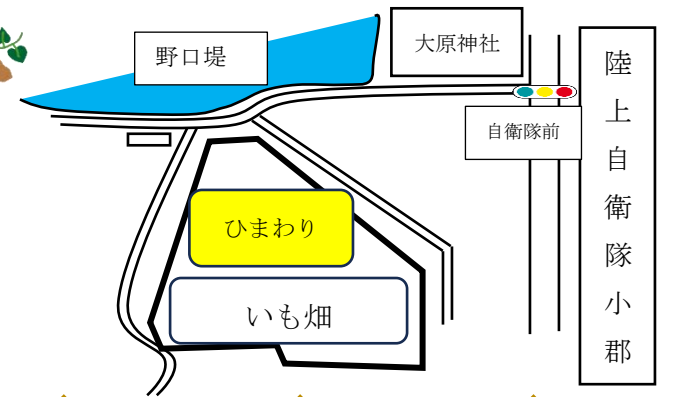 野口堤
大原神社
自衛隊前
陸上自衛隊小郡
ひまわり
いも畑